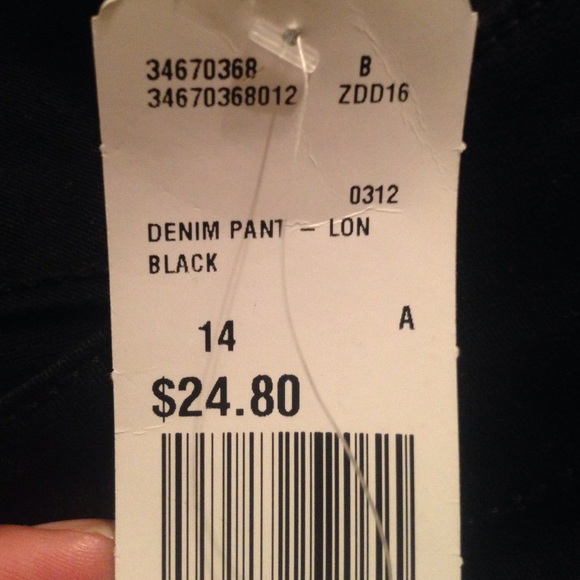 34670368 B
34670368012 ZDD16
0312
DENIM PANT - LON
BLACK
14 A
$24.80